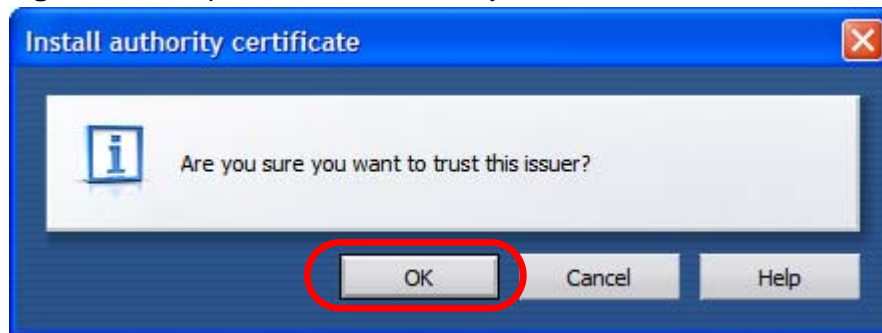 Install authority certificate
Are you sure you want to trust this issuer?
OK
Cancel
Help